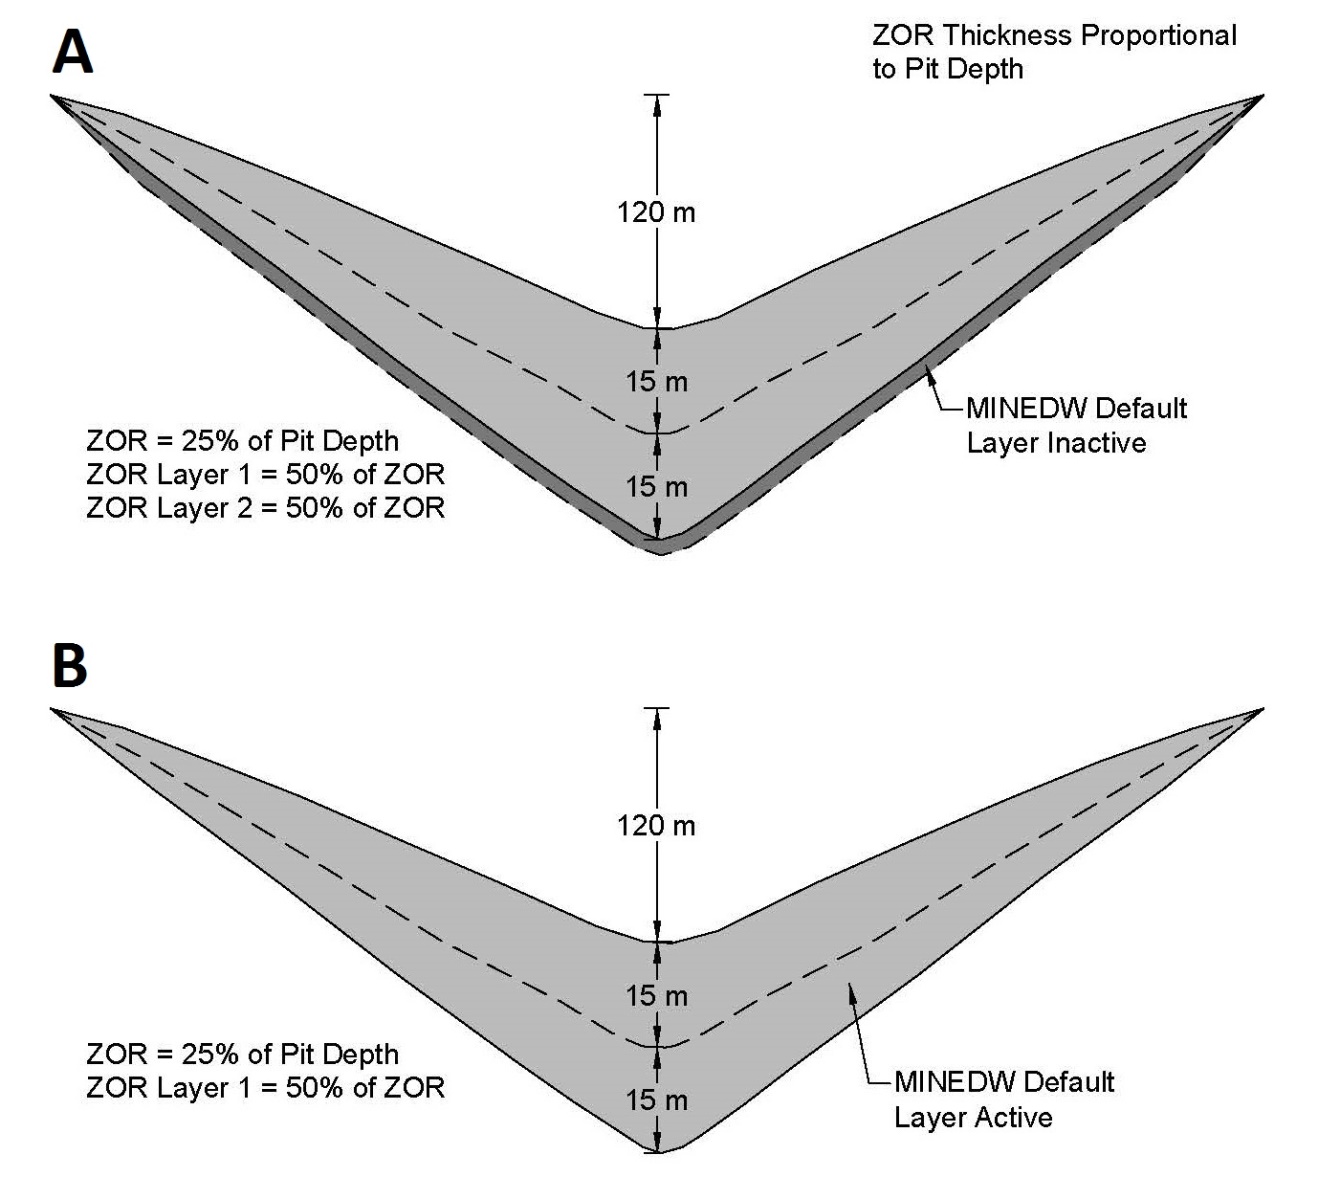 A
ZOR Thickness Proportional
to Pit Depth
120 m
15 m
MINEDW Default
Layer Inactive
ZOR = 25% of Pit Depth
ZOR Layer 1 = 50% of ZOR
ZOR Layer 2 = 50% of ZOR
15 m
B
120 m
15 m
ZOR = 25% of Pit Depth
ZOR Layer 1 = 50% of ZOR
MINEDW Default
Layer Active
15 m